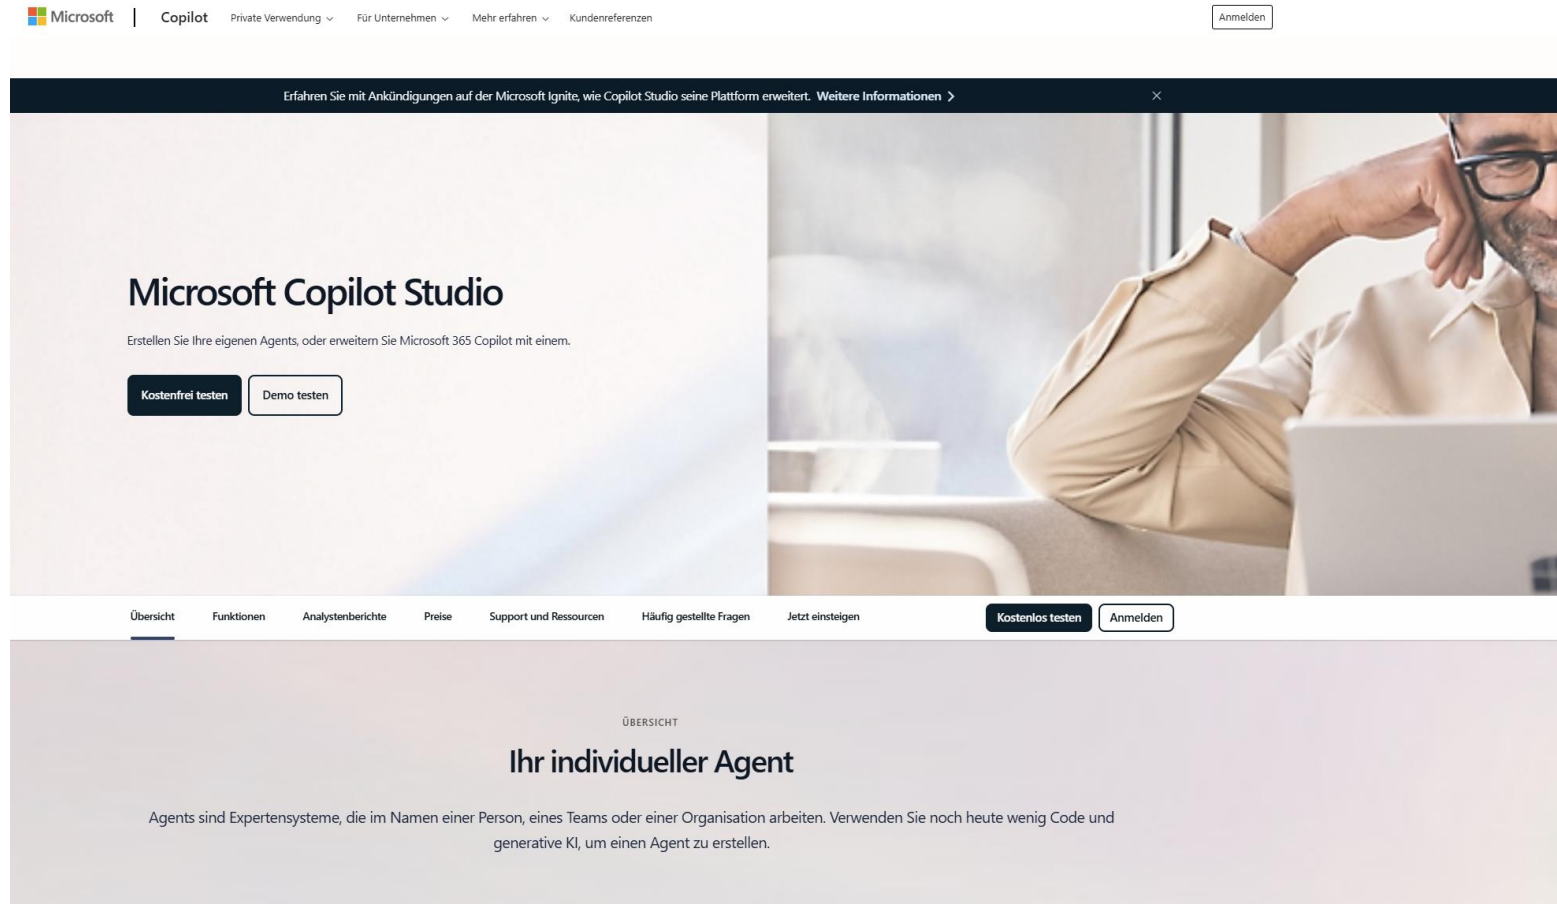 Microsoft
Copilot
Private Verwendung
Für Unternehmen
Mehr erfahren
Kundenreferenzen
Anmelden
Erfahren Sie mit Ankündigungen auf der Microsoft Ignite, wie Copilot Studio seine Plattform erweitert. Weitere Informationen
Microsoft Copilot Studio
Erstellen Sie Ihre eigenen Agents, oder erweitern Sie Microsoft 365 Copilot mit einem.
Kostenfrei testen
Demo testen
Übersicht
Funktionen
Analystenberichte
Preise
Support und Ressourcen
Häufig gestellte Fragen
Jetzt einsteigen
Kostenlos testen
Anmelden
ÜBERSICHT
Ihr individueller Agent
Agents sind Expertensysteme, die im Namen einer Person, eines Teams oder einer Organisation arbeiten. Verwenden Sie noch heute wenig Code und
generative KI, um einen Agent zu erstellen.